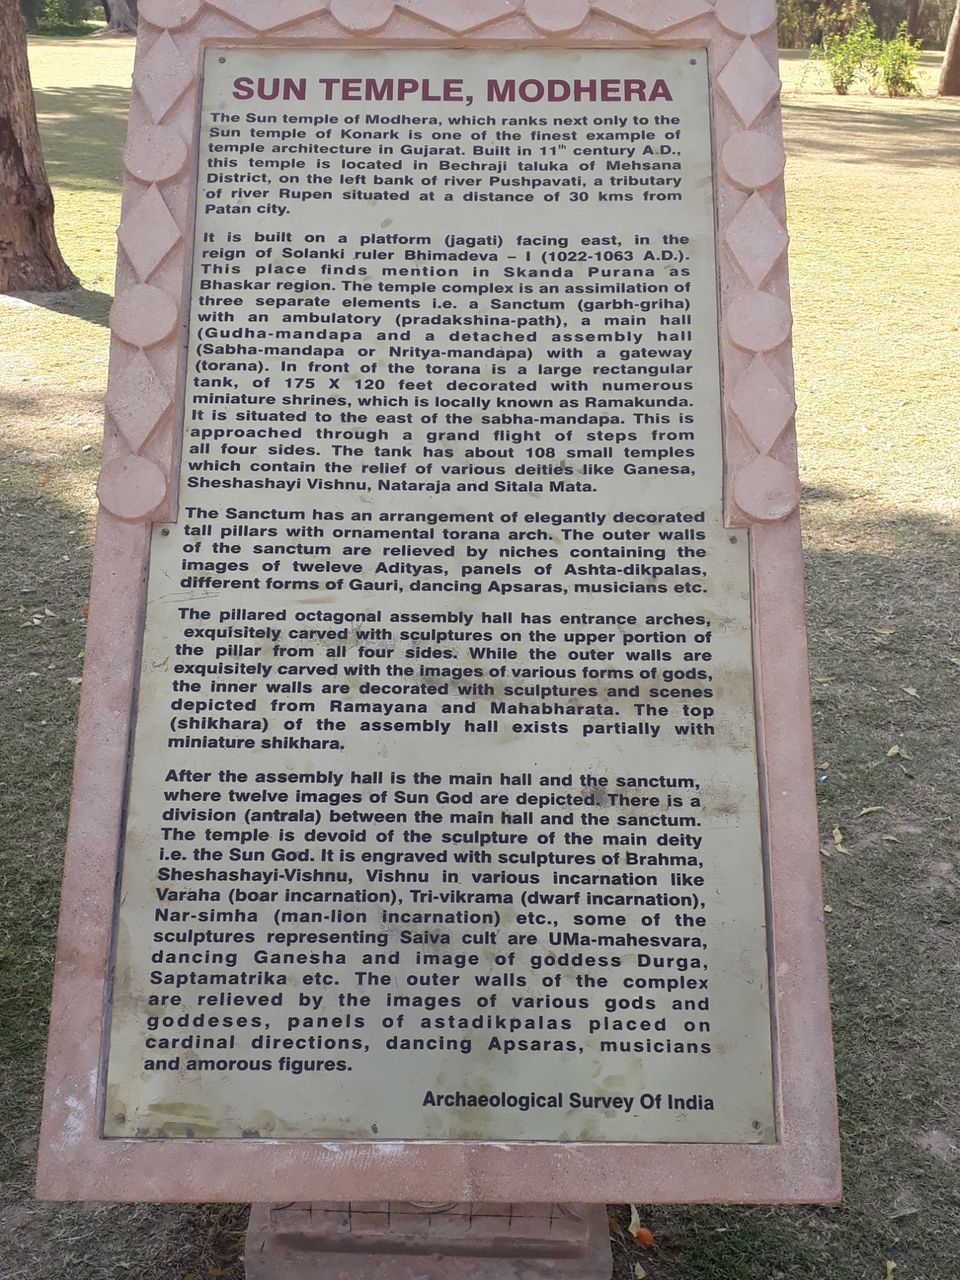 SUN TEMPLE, MODHERA
The Sun temple of Modhera, which ranks next only to the
Sun temple of Konark is one of the finest example of
temple architecture in Gujarat. Built in 11th century A.D.,
this temple is located in Bechraji taluka of Mehsana
District, on the left bank of river Pushpavati, a tributary
of river Rupen situated at a distance of 30 kms from
Patan city.
It is built on a platform (jagati) facing east, in the
reign of Solanki ruler Bhimadeva – I (1022-1063 A.D.).
This place finds mention in Skanda Purana as
Bhaskar region. The temple complex is an assimilation of
three separate elements i.e. a Sanctum (garbh-griha)
with an ambulatory (pradakshina-path), a main hall
(Gudha-mandapa and a detached assembly hall
(Sabha-mandapa or Nritya-mandapa) with a gateway
(torana). In front of the torana is a large rectangular
tank, of 175 X 120 feet decorated with numerous
miniature shrines, which is locally known as Ramakunda.
It is situated to the east of the sabha-mandapa. This is
approached through a grand flight of steps from
all four sides. The tank has about 108 small temples
which contain the relief of various deities like Ganesa,
Sheshashayi Vishnu, Nataraja and Sitala Mata.
The Sanctum has an arrangement of elegantly decorated
tall pillars with ornamental torana arch. The outer walls
of the sanctum are relieved by niches containing the
images of tweleve Adityas, panels of Ashta-dikpalas,
different forms of Gauri, dancing Apsaras, musicians etc.
The pillared octagonal assembly hall has entrance arches,
exquisitely carved with sculptures on the upper portion of
the pillar from all four sides. While the outer walls are
exquisitely carved with the images of various forms of gods,
the inner walls are decorated with sculptures and scenes
depicted from Ramayana and Mahabharata. The top
(shikhara) of the assembly hall exists partially with
miniature shikhara.
After the assembly hall is the main hall and the sanctum,
where twelve images of Sun God are depicted. There is a
division (antrala) between the main hall and the sanctum.
The temple is devoid of the sculpture of the main deity
i.e. the Sun God. It is engraved with sculptures of Brahma,
Sheshashayi-Vishnu, Vishnu in various incarnation like
Varaha (boar incarnation), Tri-vikrama (dwarf incarnation),
Nar-simha (man-lion incarnation) etc., some of the
sculptures representing Saiva cult are UMa-mahesvara,
dancing Ganesha and image of goddess Durga,
Saptamatrika etc. The outer walls of the complex
are relieved by the images of various gods and
goddeses, panels of astadikpalas placed on
cardinal directions, dancing Apsaras, musicians
and amorous figures.
Archaeological Survey Of India